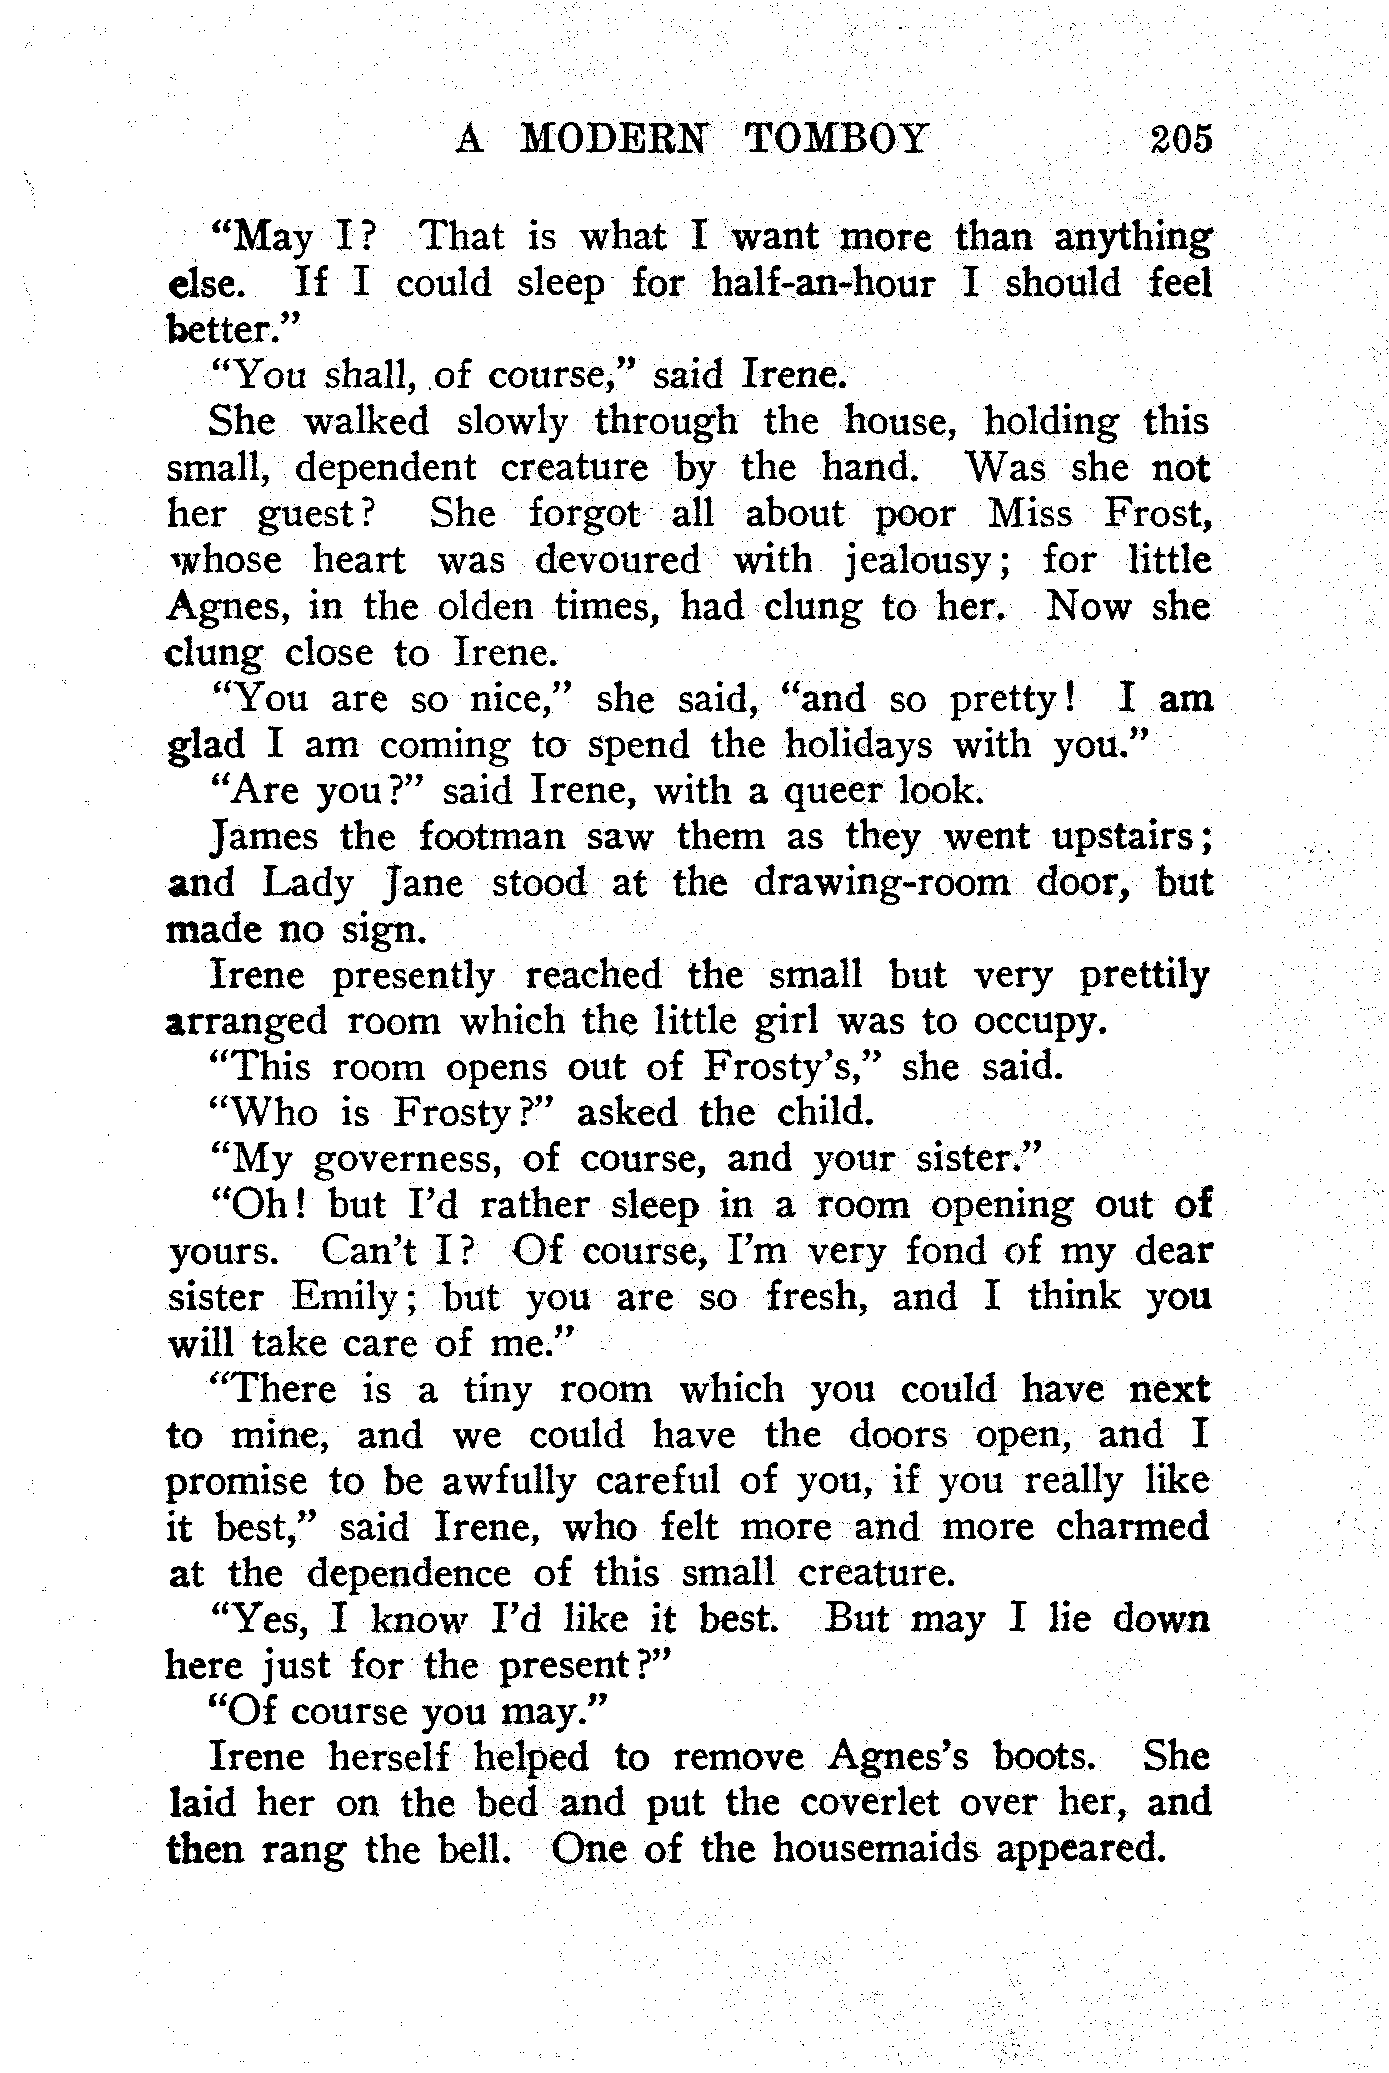 A MODERN TOMBOY 205
“May I? That is what I want more than anything
else. If I could sleep for half-an-hour I should feel
better.”
“You shall, of course,” said Irene.
She walked slowly through the house, holding this
small, dependent creature by the hand. Was she not
her guest? She forgot all about poor Miss Frost,
whose heart was devoured with jealousy; for little
Agnes, in the olden times, had clung to her. Now she
clung close to Irene.
“You are so nice,” she said, “and so pretty! I am
glad I am coming to spend the holidays with you.”
“Are you?” said Irene, with a queer look.
James the footman saw them as they went upstairs;
and Lady Jane stood at the drawing-room door, but
made no sign.
Irene presently reached the small but very prettily
arranged room which the little girl was to occupy.
“This room opens out of Frosty’s,” she said.
“Who is Frosty?” asked the child.
“My governess, of course, and your sister.”
“Oh! but I’d rather sleep in a room opening out of
yours. Can’t I? Of course, I’m very fond of my dear
sister Emily; but you are so fresh, and I think you
will take care of me.”
“There is a tiny room which you could have next
to mine, and we could have the doors open, and I
promise to be awfully careful of you, if you really like
it best,” said Irene, who felt more and more charmed
at the dependence of this small creature.
“Yes, I know I’d like it best. But may I lie down
here just for the present?”
“Of course you may.”
Irene herself helped to remove Agnes’s boots. She
laid her on the bed and put the coverlet over her, and
then rang the bell. One of the housemaids appeared.